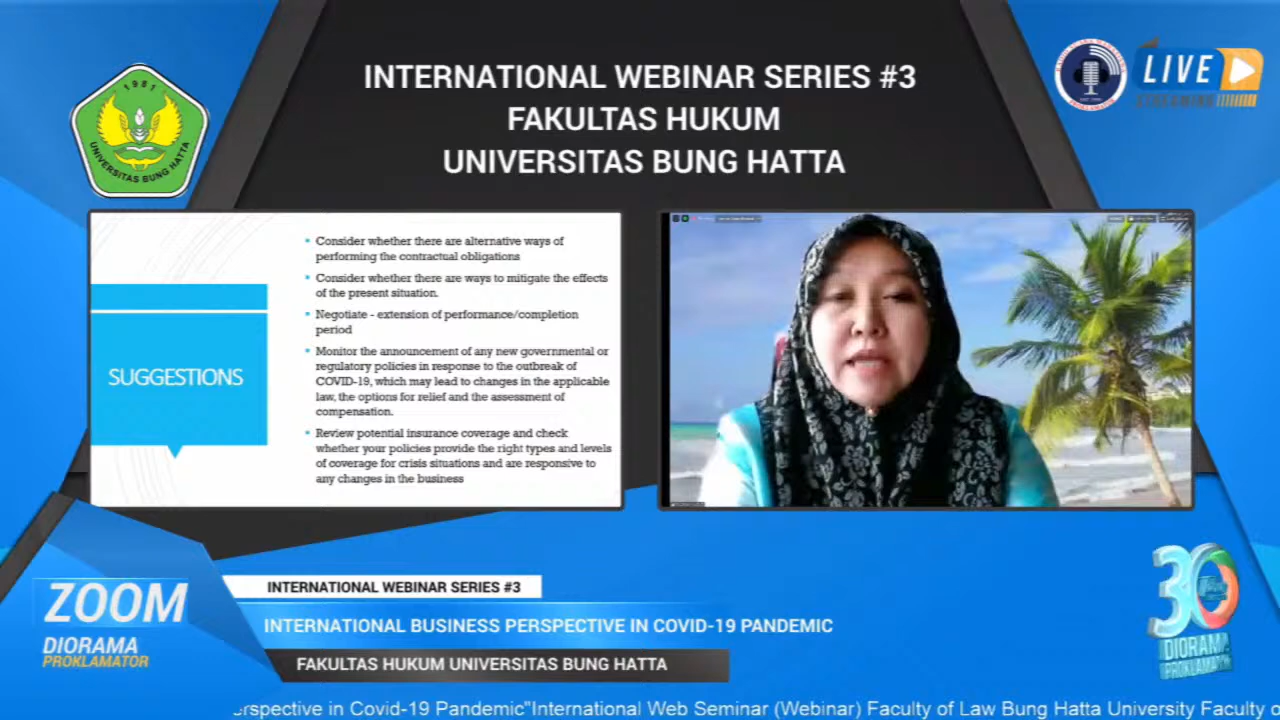 INTERNATIONAL WEBINAR SERIES #3
FAKULTAS HUKUM
UNIVERSITAS BUNG HATTA
1981
UNIVERSITAS BUNG HATTA
LIVE
STREAMING
SUGGESTIONS
Consider whether there are alternative ways of
performing the contractual obligations
Consider whether there are ways to mitigate the effects
of the present situation.
Negotiate - extension of performance/completion
period
Monitor the announcement of any new governmental or
regulatory policies in response to the outbreak of
COVID-19, which may lead to changes in the applicable
law, the options for relief and the assessment of
compensation.
Review potential insurance coverage and check
whether your policies provide the right types and levels
of coverage for crisis situations and are responsive to
any changes in the business
ZOOM
DIORAMA
PROKLAMATOR
INTERNATIONAL WEBINAR SERIES #3
INTERNATIONAL BUSINESS PERSPECTIVE IN COVID-19 PANDEMIC
FAKULTAS HUKUM UNIVERSITAS BUNG HATTA
30
DIORAMA
PROKLAMATOR
erspective in Covid-19 Pandemic"International Web Seminar (Webinar) Faculty of Law Bung Hatta University Faculty o